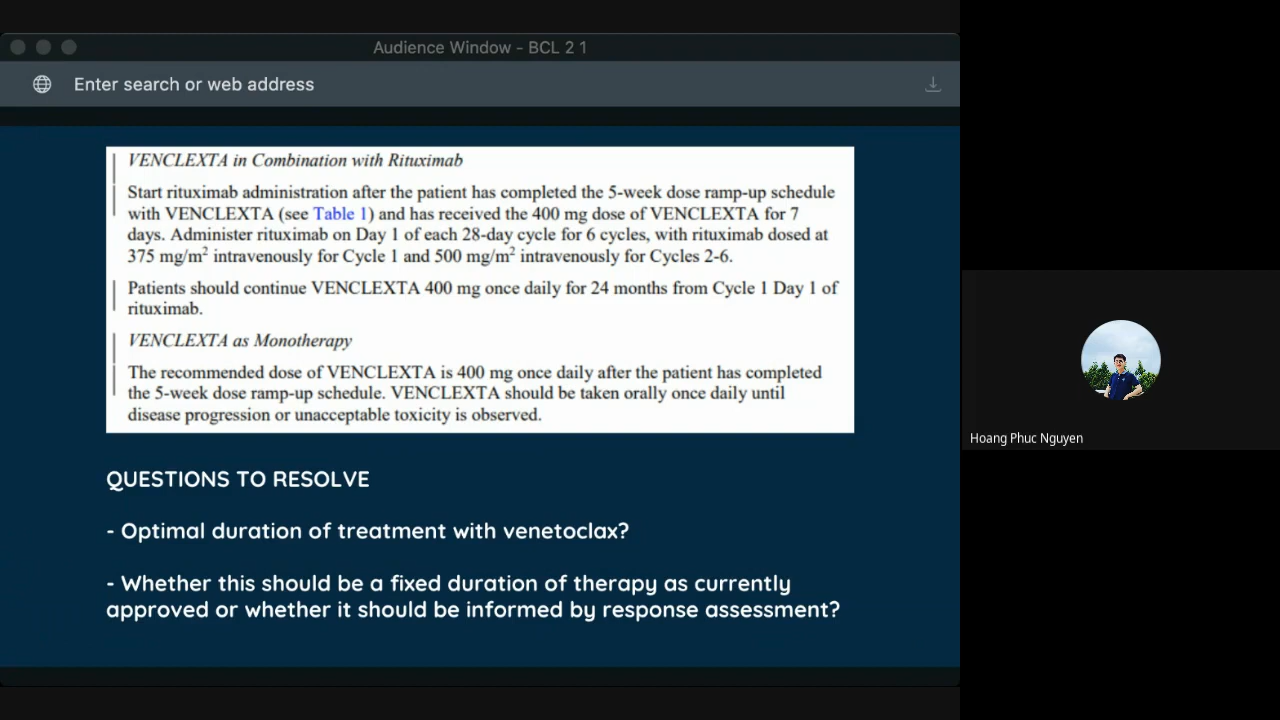 Audience Window - BCL 2 1
Enter search or web address
VENCLEXTA in Combination with Rituximab
Start rituximab administration after the patient has completed the 5-week dose ramp-up schedule
with VENCLEXTA (see Table 1) and has received the 400 mg dose of VENCLEXTA for 7
days. Administer rituximab on Day 1 of each 28-day cycle for 6 cycles, with rituximab dosed at
375 mg/m² intravenously for Cycle 1 and 500 mg/m² intravenously for Cycles 2-6.
Patients should continue VENCLEXTA 400 mg once daily for 24 months from Cycle 1 Day 1 of
rituximab.
VENCLEXTA as Monotherapy
The recommended dose of VENCLEXTA is 400 mg once daily after the patient has completed
the 5-week dose ramp-up schedule. VENCLEXTA should be taken orally once daily until
disease progression or unacceptable toxicity is observed.
QUESTIONS TO RESOLVE
- Optimal duration of treatment with venetoclax?
- Whether this should be a fixed duration of therapy as currently
approved or whether it should be informed by response assessment?
Hoang Phuc Nguyen